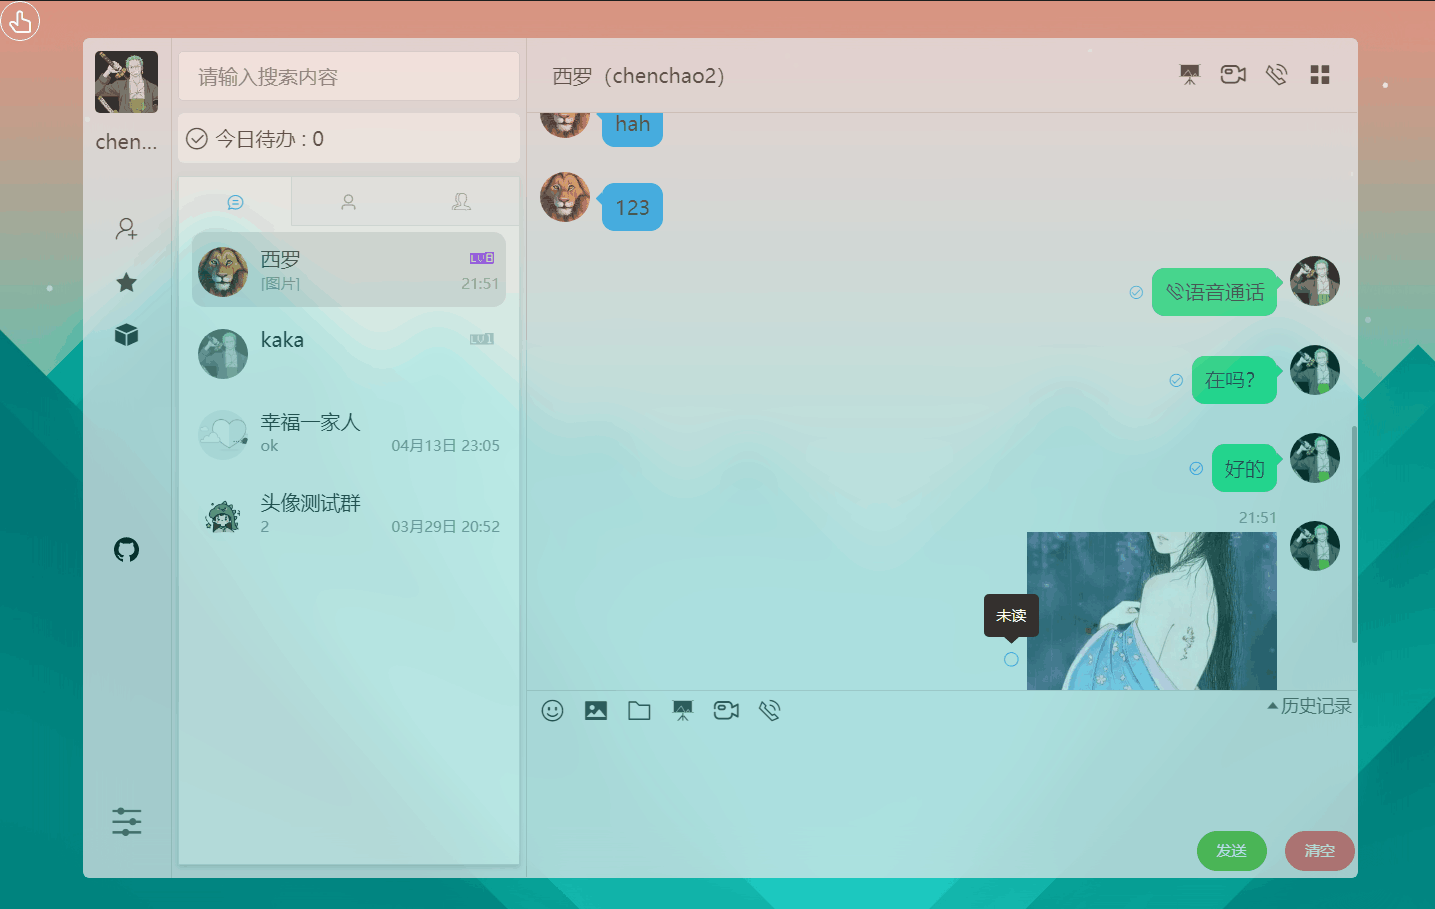 chen...
请输入搜索内容
今日待办 : 0
西罗
LV8
[图片]
21:51
kaka
LV1
幸福一家人
ok
04月13日 23:05
头像测试群
2
03月29日 20:52
西罗（chenchao2）
hah
123
语音通话
在吗？
好的
21:51
未读
历史记录
发送
清空